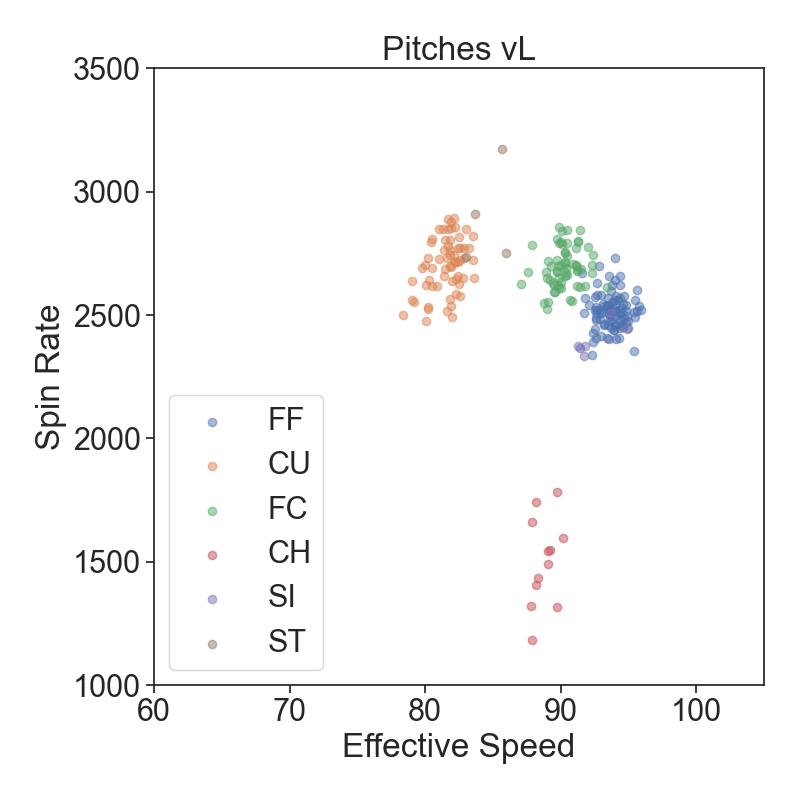 Pitches vL
3500
3000
2500
2000
1500
1000
Spin Rate
FF
CU
FC
CH
SI
ST
60 70 80 90 100
Effective Speed